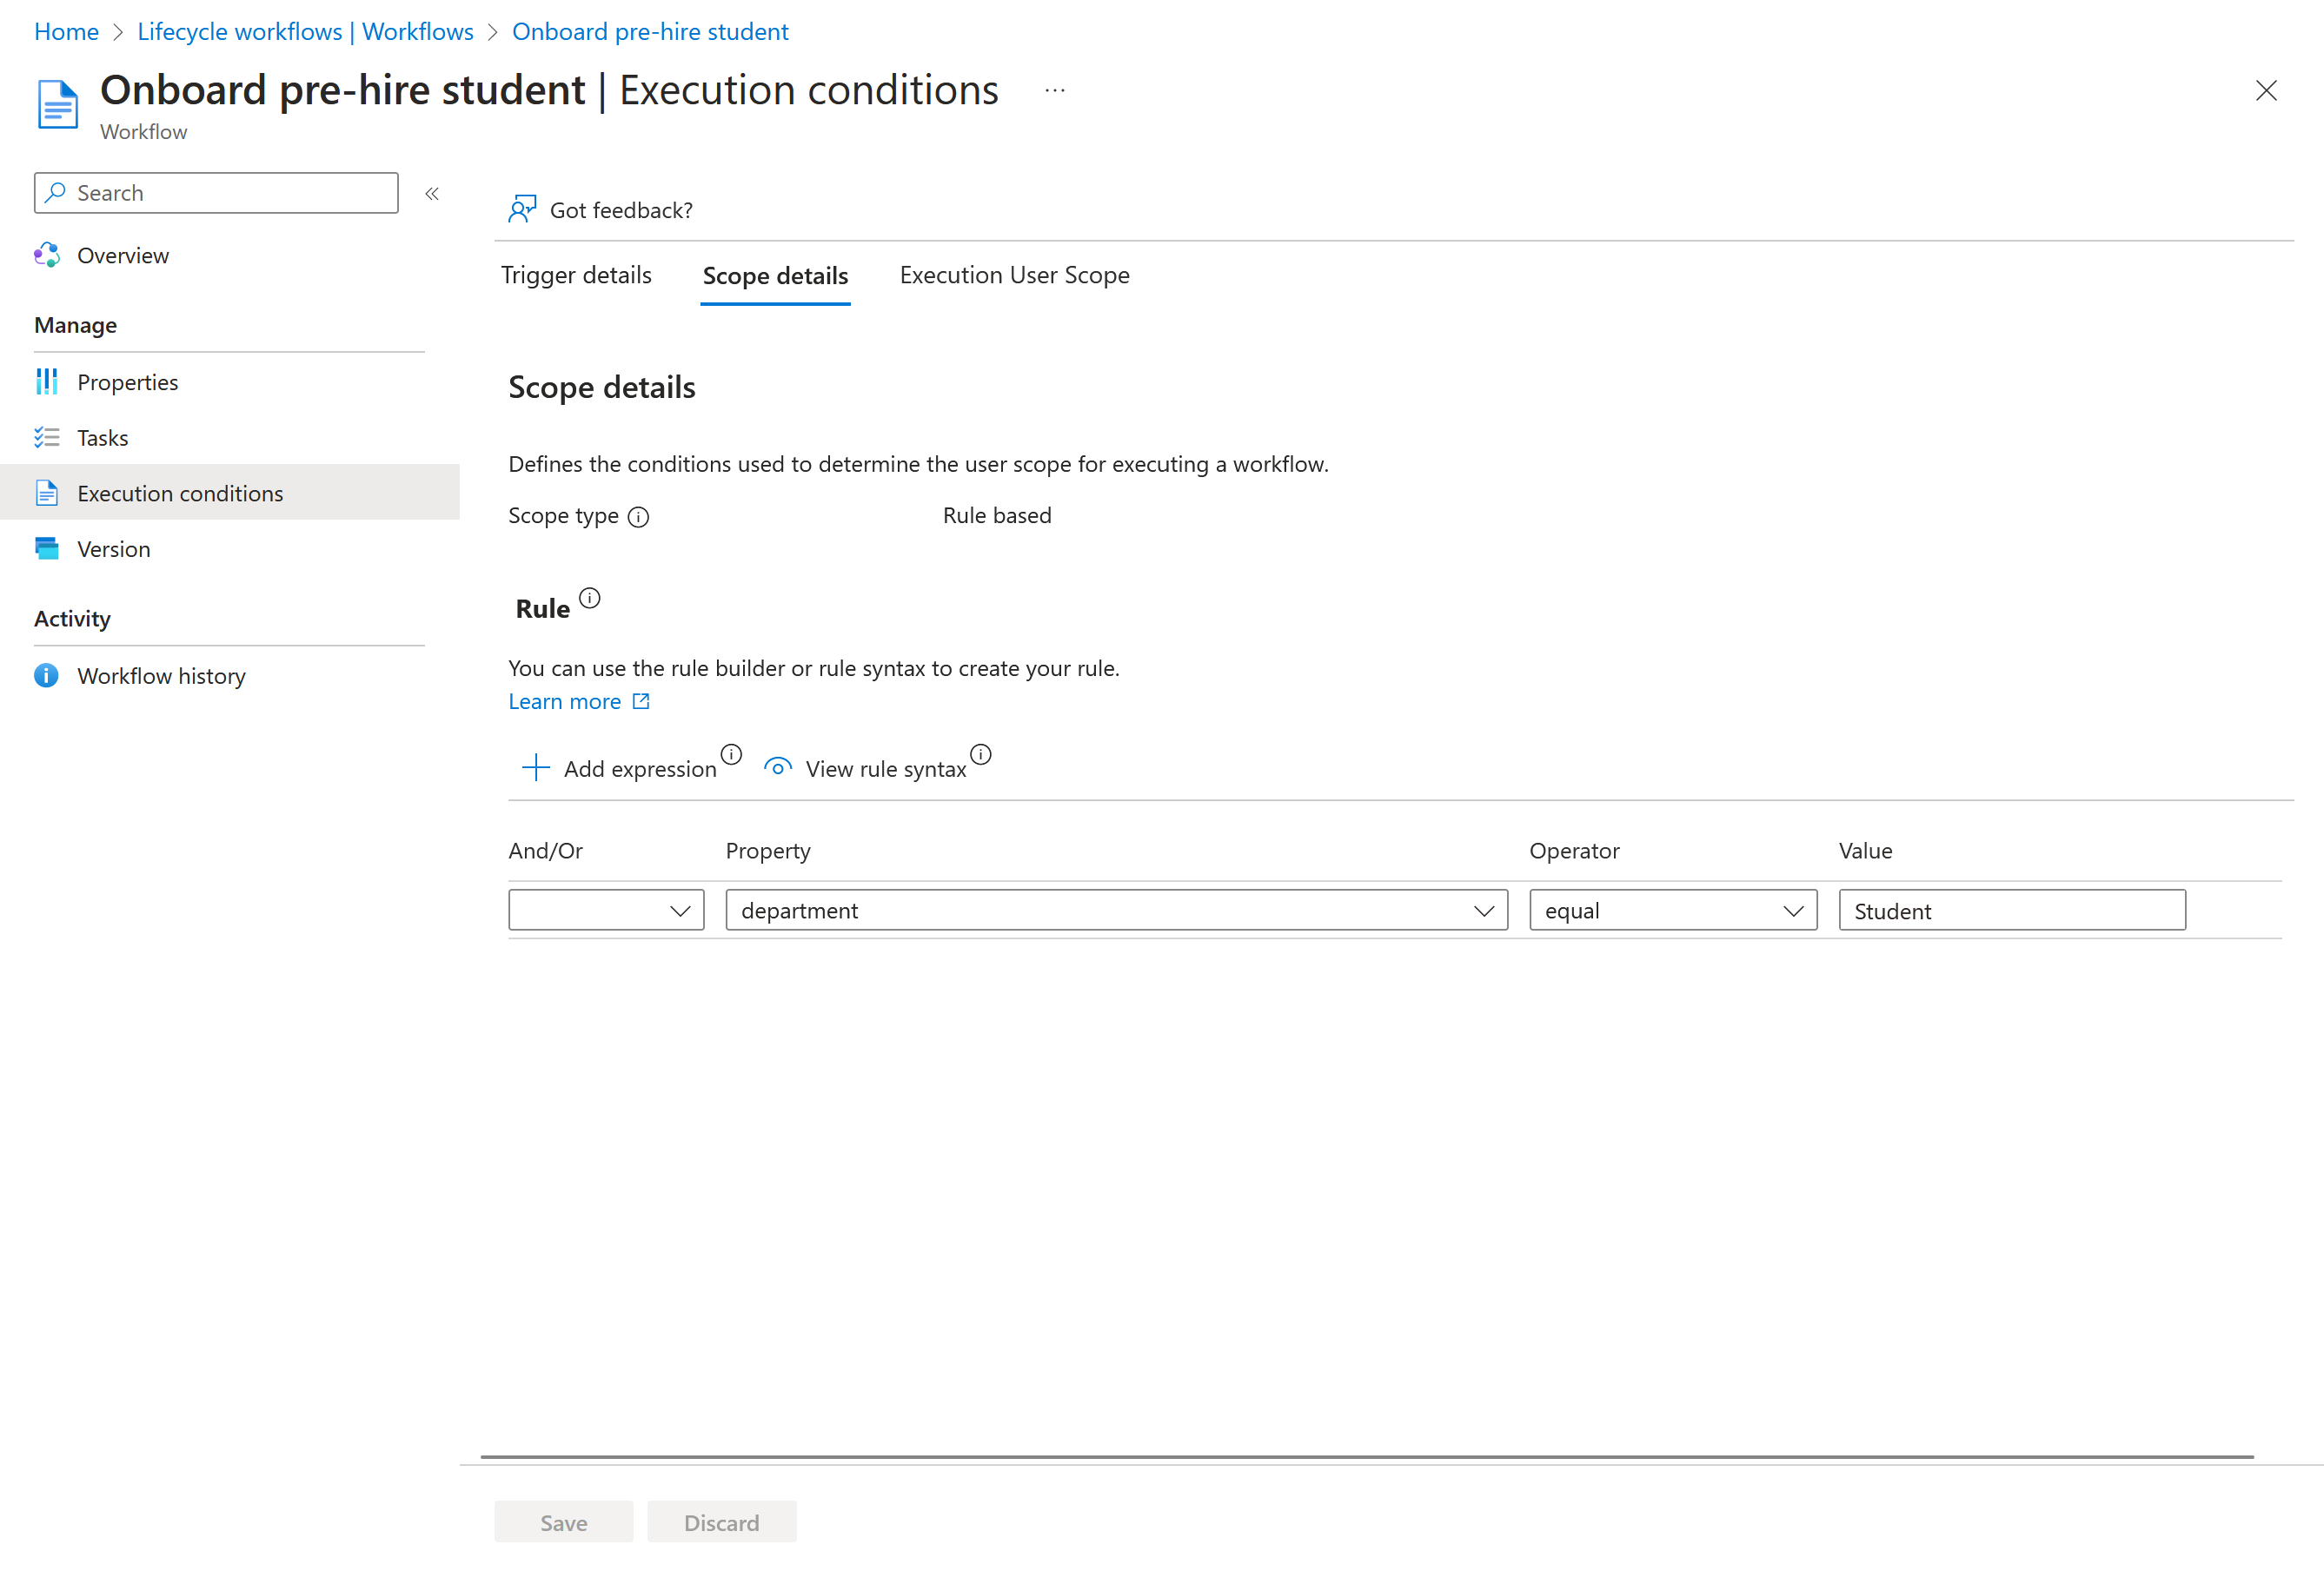 Home > Lifecycle workflows | Workflows > Onboard pre-hire student
Onboard pre-hire student | Execution conditions ...
Workflow
Search
Overview
Manage
Properties
Tasks
Execution conditions
Version
Activity
Workflow history
Got feedback?
Trigger details Scope details Execution User Scope
Scope details
Defines the conditions used to determine the user scope for executing a workflow.
Scope type Rule based
Rule
You can use the rule builder or rule syntax to create your rule.
Learn more
Add expression View rule syntax
And/Or Property Operator Value
department equal Student
Save Discard